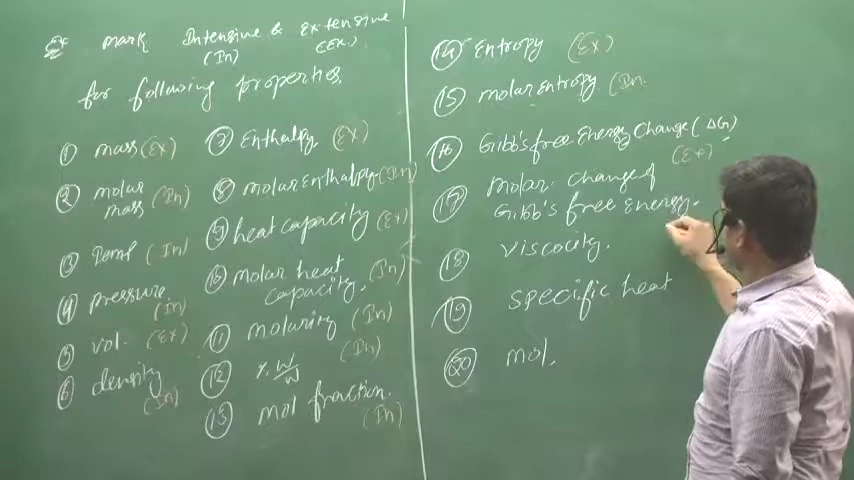 Ex mark Intensive & Extensive
(In) (Ex)
for following properties
① mass (Ex)
② molar mass (In)
③ Temp (In)
④ pressure. (in)
⑤ vol. (Ex)
⑥ density (In)
⑦ Enthalpy (Ex)
⑧ molar Enthalpy (In)
⑨ heat capacity (Ex)
⑩ molar heat
capacity. (In)
⑪ molarity (In)
⑫ % w/w (In)
⑬ mol fraction. (In)
⑭ Entropy (Ex)
⑮ molar entropy (In
⑯ Gibb's free Energy Change (ΔG)
(Ex)
⑰ molar change of
Gibb's free energy.
⑱ viscocity.
⑲ specific heat
⑳ mol.